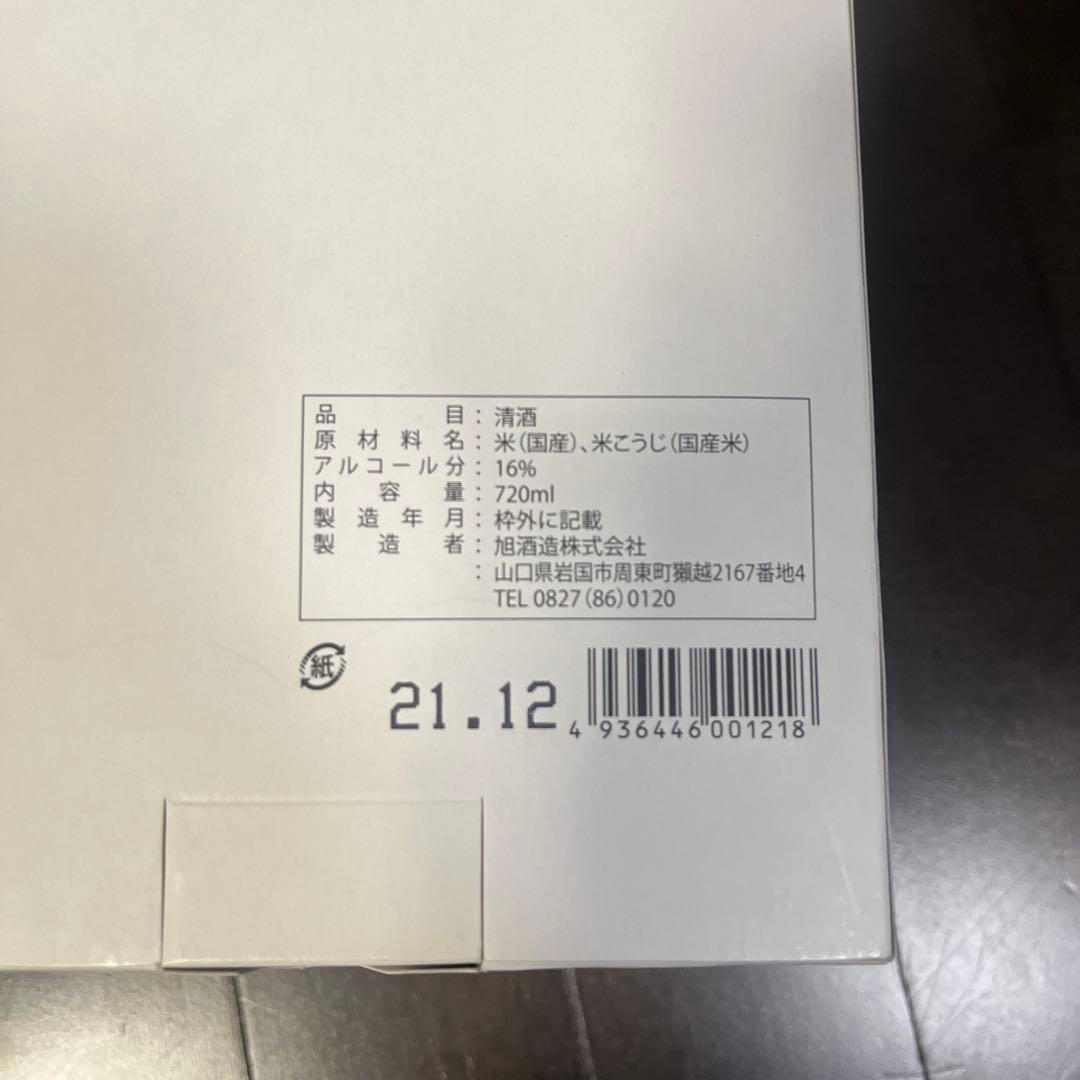 品目：清酒
原材料名：米（国産）、米こうじ（国産米）
アルコール分：16%
内容量：720ml
製造年月：枠外に記載
製造者：旭酒造株式会社
：山口県岩国市周東町獺越2167番地4
TEL 0827（86）0120
紙
21.12
4 936446 001218